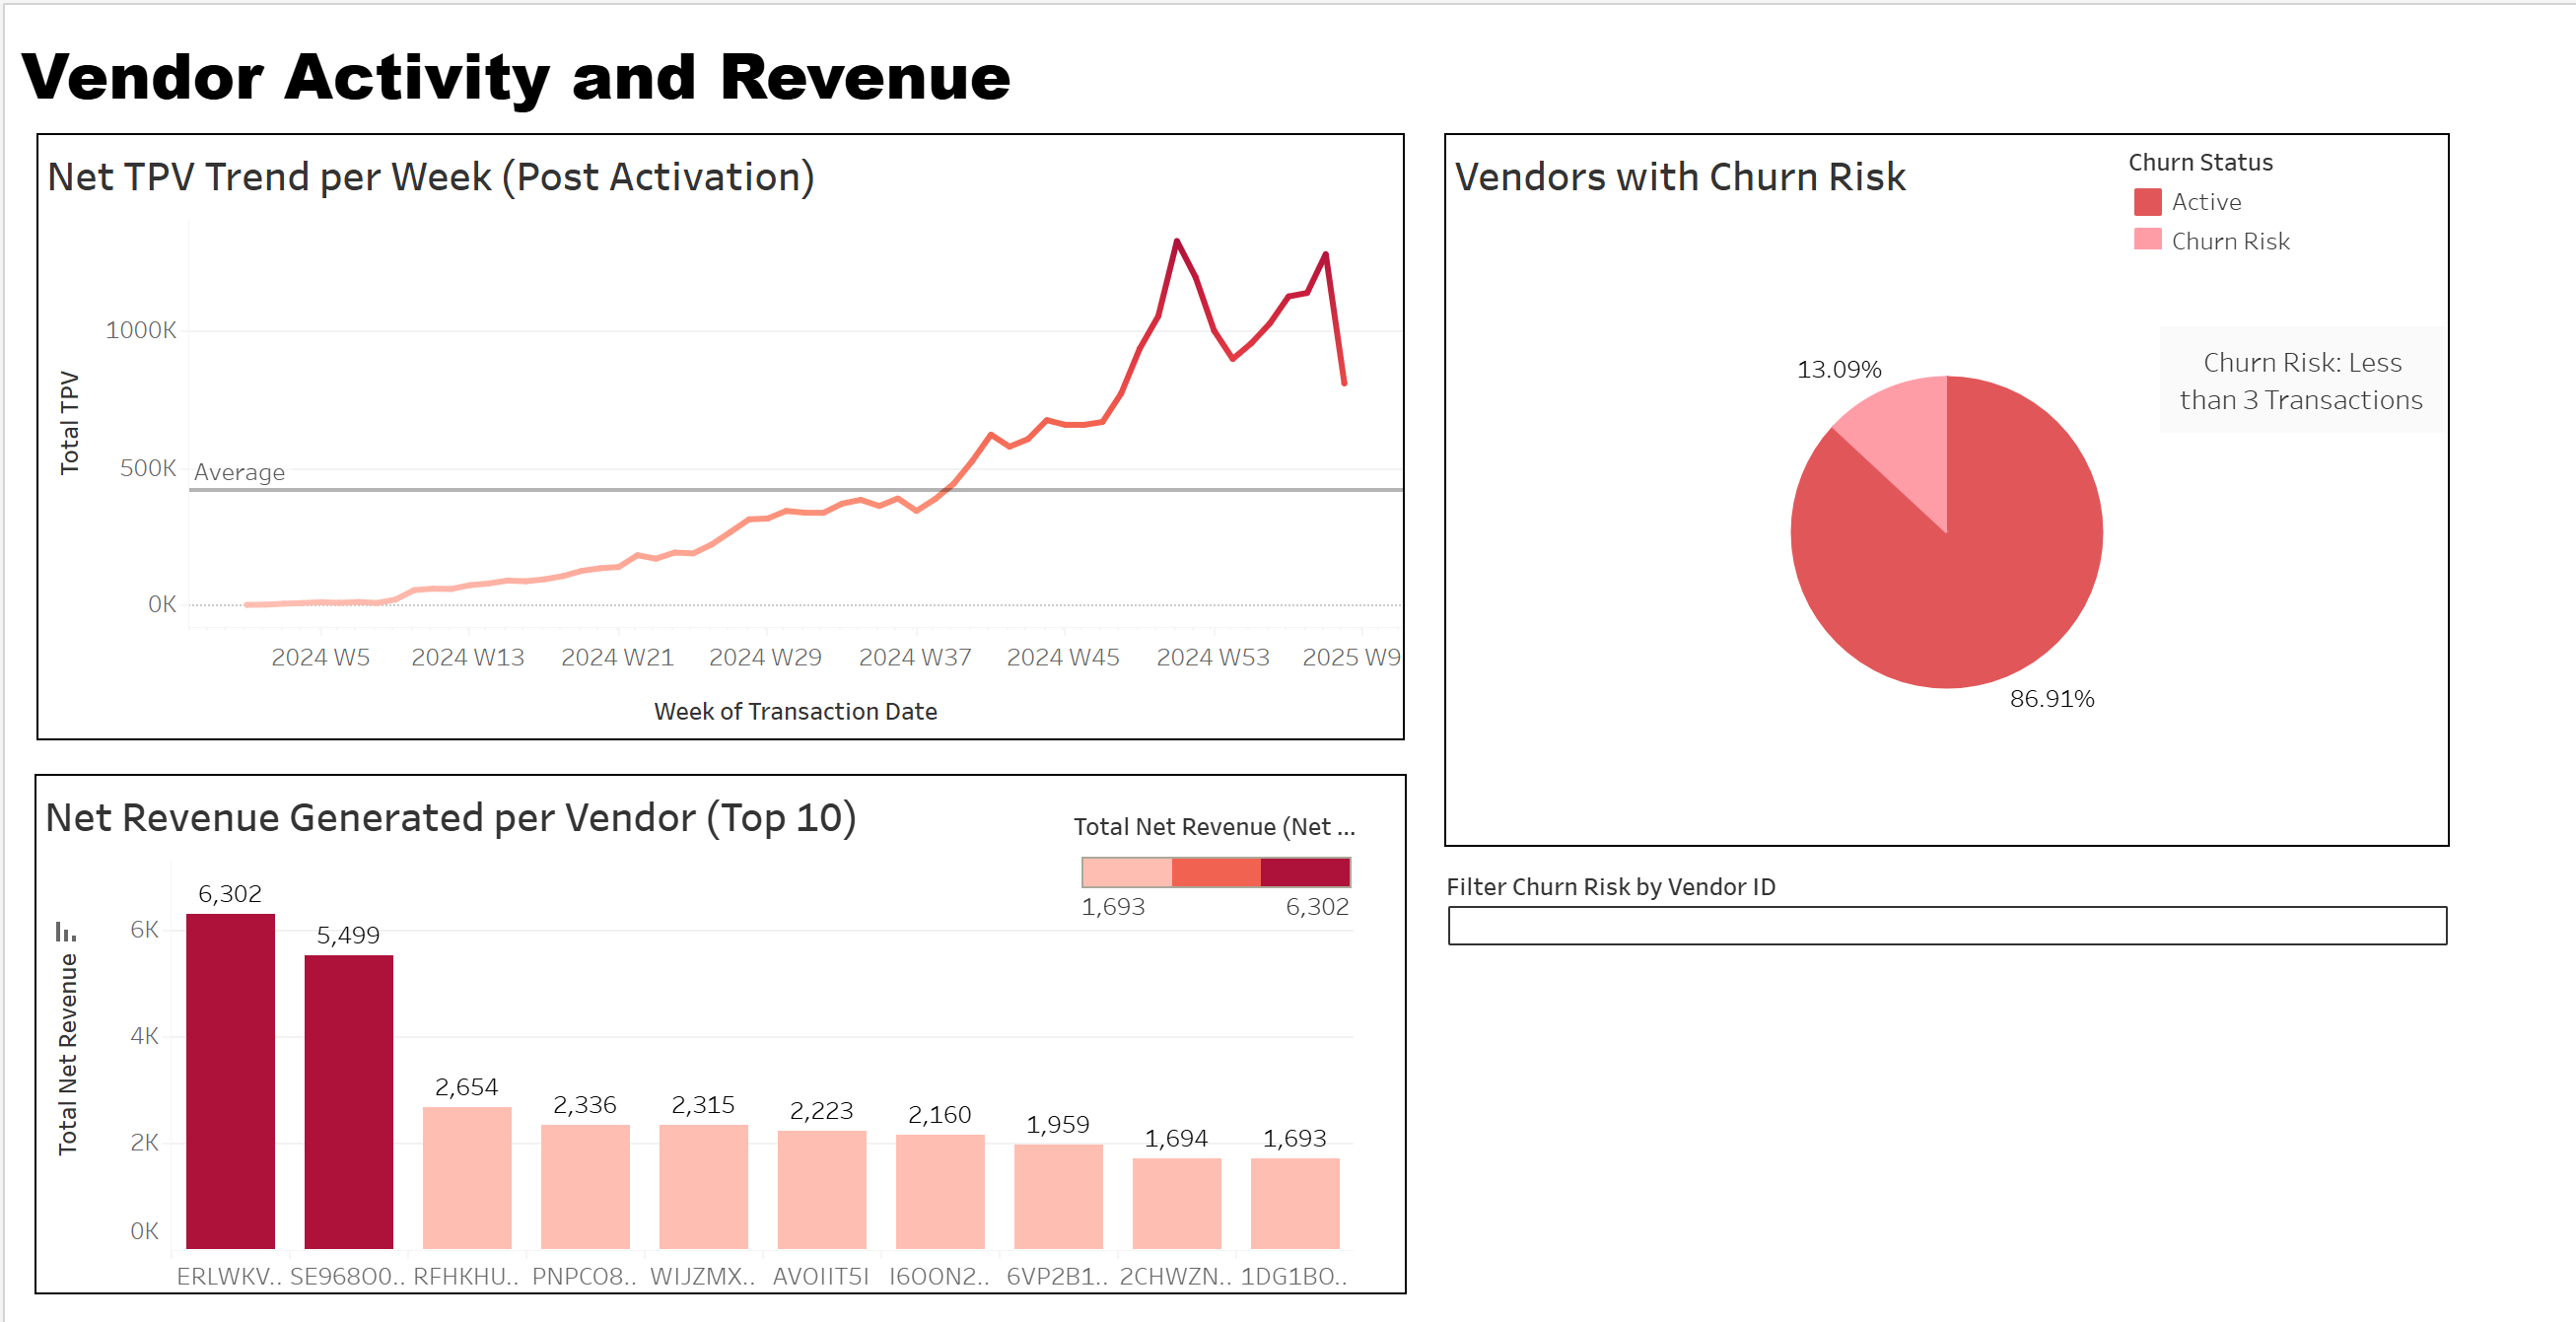 Vendor Activity and Revenue
Net TPV Trend per Week (Post Activation)
Total TPV
1000K
500K
0K
Average
2024 W5 2024 W13 2024 W21 2024 W29 2024 W37 2024 W45 2024 W53 2025 W9
Week of Transaction Date
Vendors with Churn Risk
Churn Status
Active
Churn Risk
Churn Risk: Less
than 3 Transactions
13.09%
86.91%
Filter Churn Risk by Vendor ID
Net Revenue Generated per Vendor (Top 10)
Total Net Revenue (Net ...
1,693 6,302
Total Net Revenue
6K
4K
2K
0K
6,302 5,499 2,654 2,336 2,315 2,223 2,160 1,959 1,694 1,693
ERLWKV.. SE968O0.. RFHKHU.. PNPCO8.. WIJZMX.. AVOIIT5I I6OON2.. 6VP2B1.. 2CHWZN.. 1DG1BO..